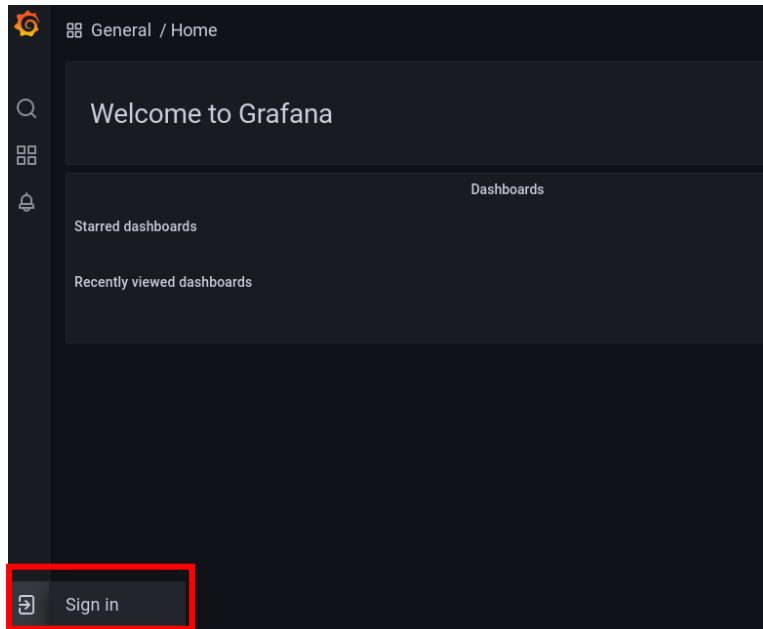 General / Home
Welcome to Grafana
Dashboards
Starred dashboards
Recently viewed dashboards
Sign in